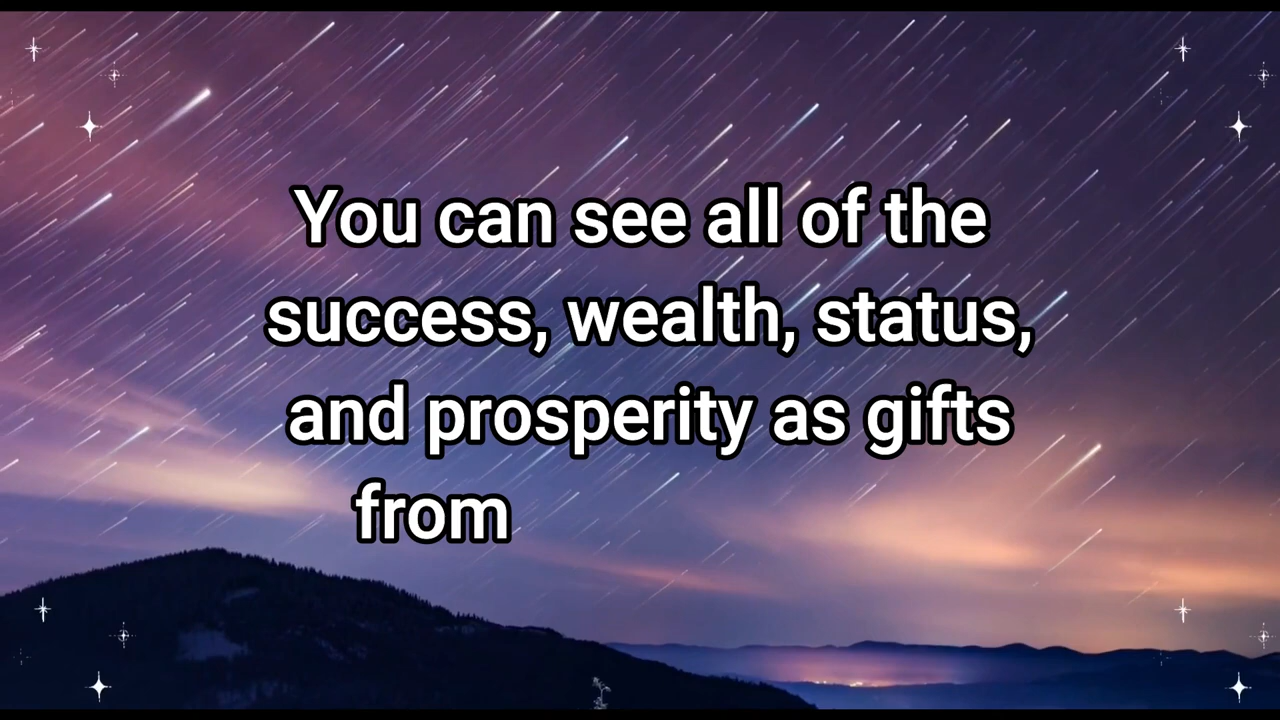 You can see all of the
success, wealth, status,
and prosperity as gifts
from